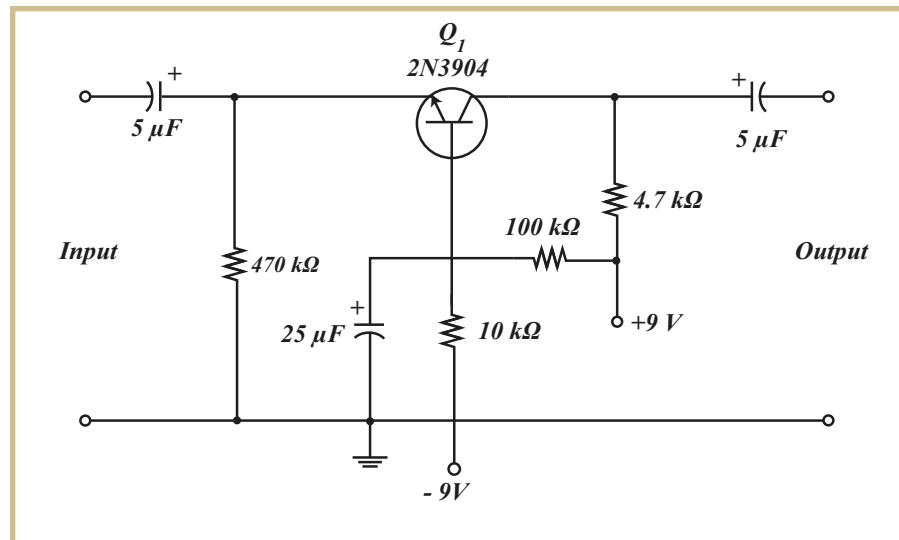 Q1
2N3904
+
+
5 µF
5 µF
4.7 kΩ
100 kΩ
Input
470 kΩ
Output
+
25 µF
10 kΩ
+9 V
- 9V